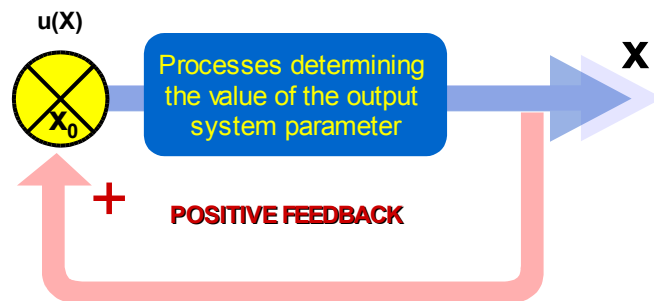 u(X)
X
X₀
Processes determining
the value of the output
system parameter
+
POSITIVE FEEDBACK